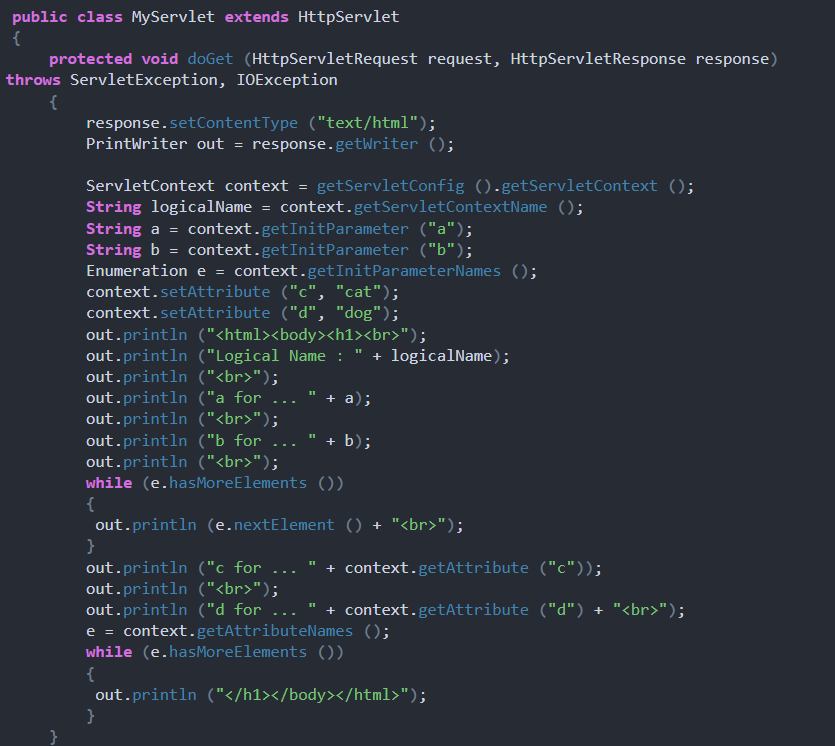 public class MyServlet extends HttpServlet
{
    protected void doGet (HttpServletRequest request, HttpServletResponse response)
throws ServletException, IOException
    {
        response.setContentType ("text/html");
        PrintWriter out = response.getWriter ();

        ServletContext context = getServletConfig ().getServletContext ();
        String logicalName = context.getServletContextName ();
        String a = context.getInitParameter ("a");
        String b = context.getInitParameter ("b");
        Enumeration e = context.getInitParameterNames ();
        context.setAttribute ("c", "cat");
        context.setAttribute ("d", "dog");
        out.println ("<html><body><h1><br>");
        out.println ("Logical Name : " + logicalName);
        out.println ("<br>");
        out.println ("a for ... " + a);
        out.println ("<br>");
        out.println ("b for ... " + b);
        out.println ("<br>");
        while (e.hasMoreElements ())
        {
         out.println (e.nextElement () + "<br>");
        }
        out.println ("c for ... " + context.getAttribute ("c"));
        out.println ("<br>");
        out.println ("d for ... " + context.getAttribute ("d") + "<br>");
        e = context.getAttributeNames ();
        while (e.hasMoreElements ())
        {
         out.println ("</h1></body></html>");
        }
    }